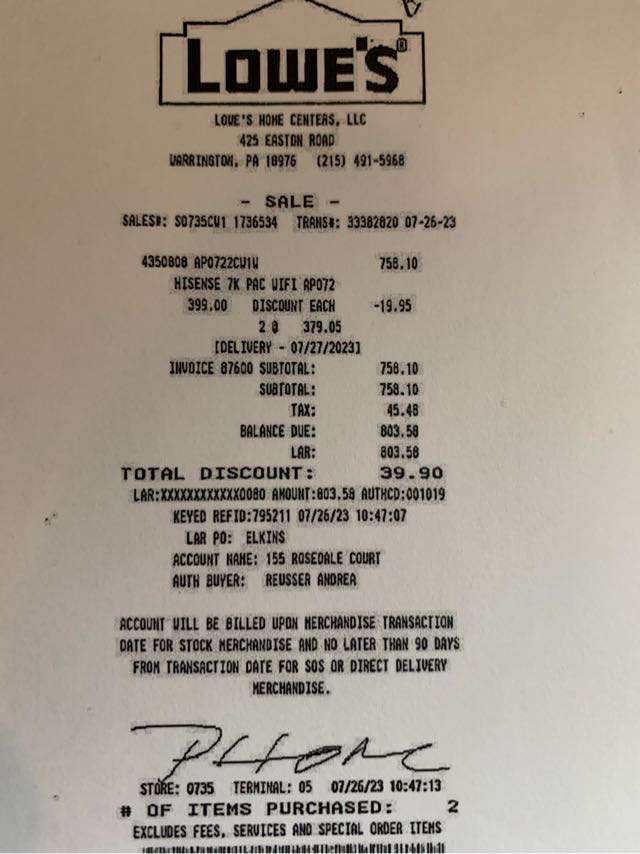 LOWE'S®
LOWE'S HOME CENTERS, LLC
425 EASTON ROAD
WARRINGTON, PA 18976 (215) 491-5968
- SALE -
SALES#: S0735CW1 1736534 TRANS#: 33382820 07-26-23
4350808 AP0722CW1W 758.10
HISENSE 7K PAC WIFI AP072
399.00 DISCOUNT EACH -19.95
2 @ 379.05
[DELIVERY - 07/27/2023]
INVOICE 87600 SUBTOTAL: 758.10
SUBTOTAL: 758.10
TAX: 45.48
BALANCE DUE: 803.58
LAR: 803.58
TOTAL DISCOUNT: 39.90
LAR:XXXXXXXXXXXX0080 AMOUNT:803.58 AUTHCD:001019
KEYED REFID:795211 07/26/23 10:47:07
LAR PO: ELKINS
ACCOUNT NAME: 155 ROSEDALE COURT
AUTH BUYER: REUSSER ANDREA
ACCOUNT WILL BE BILLED UPON MERCHANDISE TRANSACTION
DATE FOR STOCK MERCHANDISE AND NO LATER THAN 90 DAYS
FROM TRANSACTION DATE FOR SOS OR DIRECT DELIVERY
MERCHANDISE.
STORE: 0735 TERMINAL: 05 07/26/23 10:47:13
# OF ITEMS PURCHASED: 2
EXCLUDES FEES, SERVICES AND SPECIAL ORDER ITEMS